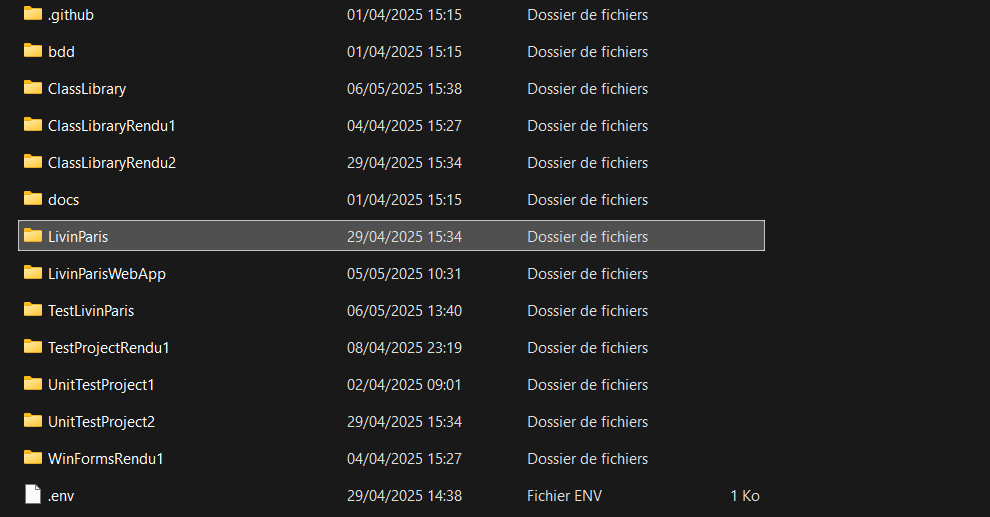 .github 01/04/2025 15:15 Dossier de fichiers
bdd 01/04/2025 15:15 Dossier de fichiers
ClassLibrary 06/05/2025 15:38 Dossier de fichiers
ClassLibraryRendu1 04/04/2025 15:27 Dossier de fichiers
ClassLibraryRendu2 29/04/2025 15:34 Dossier de fichiers
docs 01/04/2025 15:15 Dossier de fichiers
LivinParis 29/04/2025 15:34 Dossier de fichiers
LivinParisWebApp 05/05/2025 10:31 Dossier de fichiers
TestLivinParis 06/05/2025 13:40 Dossier de fichiers
TestProjectRendu1 08/04/2025 23:19 Dossier de fichiers
UnitTestProject1 02/04/2025 09:01 Dossier de fichiers
UnitTestProject2 29/04/2025 15:34 Dossier de fichiers
WinFormsRendu1 04/04/2025 15:27 Dossier de fichiers
.env 29/04/2025 14:38 Fichier ENV 1 Ko